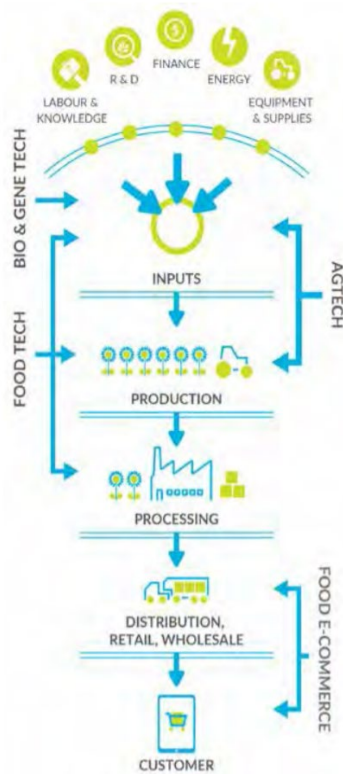 FINANCE
R & D
ENERGY
LABOUR &
KNOWLEDGE
EQUIPMENT
& SUPPLIES
BIO & GENE TECH
INPUTS
AGTECH
FOOD TECH
PRODUCTION
PROCESSING
DISTRIBUTION,
RETAIL, WHOLESALE
FOOD E-COMMERCE
CUSTOMER